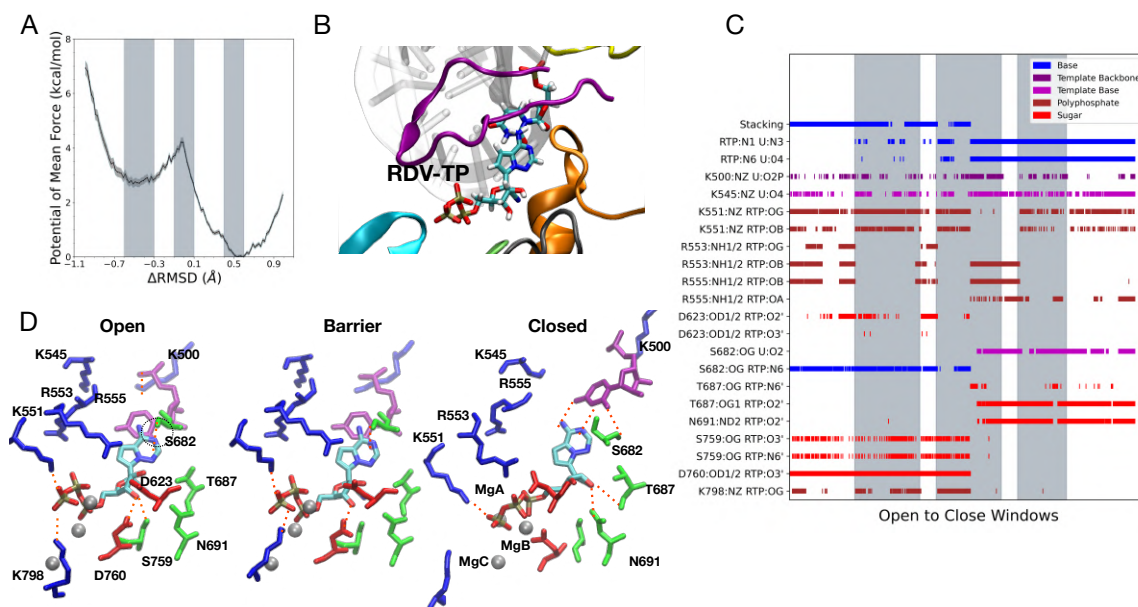 A
Potential of Mean Force (kcal/mol)
8
6
4
2
0
-1.1
-0.7
-0.3
0.1
0.5
0.9
1.3
ΔRMSD (Å)
B
RDV-TP
C
Base
Template Backbone
Template Base
Polyphosphate
Sugar
Stacking
RTP:N1 U:N3
RTP:N6 U:04
K500:NZ U:O2P
K545:NZ U:O4
K551:NZ RTP:OG
K551:NZ RTP:OB
R553:NH1/2 RTP:OG
R553:NH1/2 RTP:OB
R555:NH1/2 RTP:OB
R555:NH1/2 RTP:OA
D623:OD1/2 RTP:O2'
D623:OD1/2 RTP:O3'
S682:OG U:O2
S682:OG RTP:N6
T687:OG RTP:N6'
T687:OG1 RTP:O2'
N691:ND2 RTP:O2'
S759:OG RTP:O3'
S759:OG RTP:N6'
D760:OD1/2 RTP:O3'
K798:NZ RTP:OG
Open to Close Windows
D
Open
K545
K500
R553
R555
K551
S682
D623
T687
N691
S759
D760
K798
Barrier
Closed
K545
K500
R555
R553
K551
S682
MgA
T687
MgB
MgC
N691